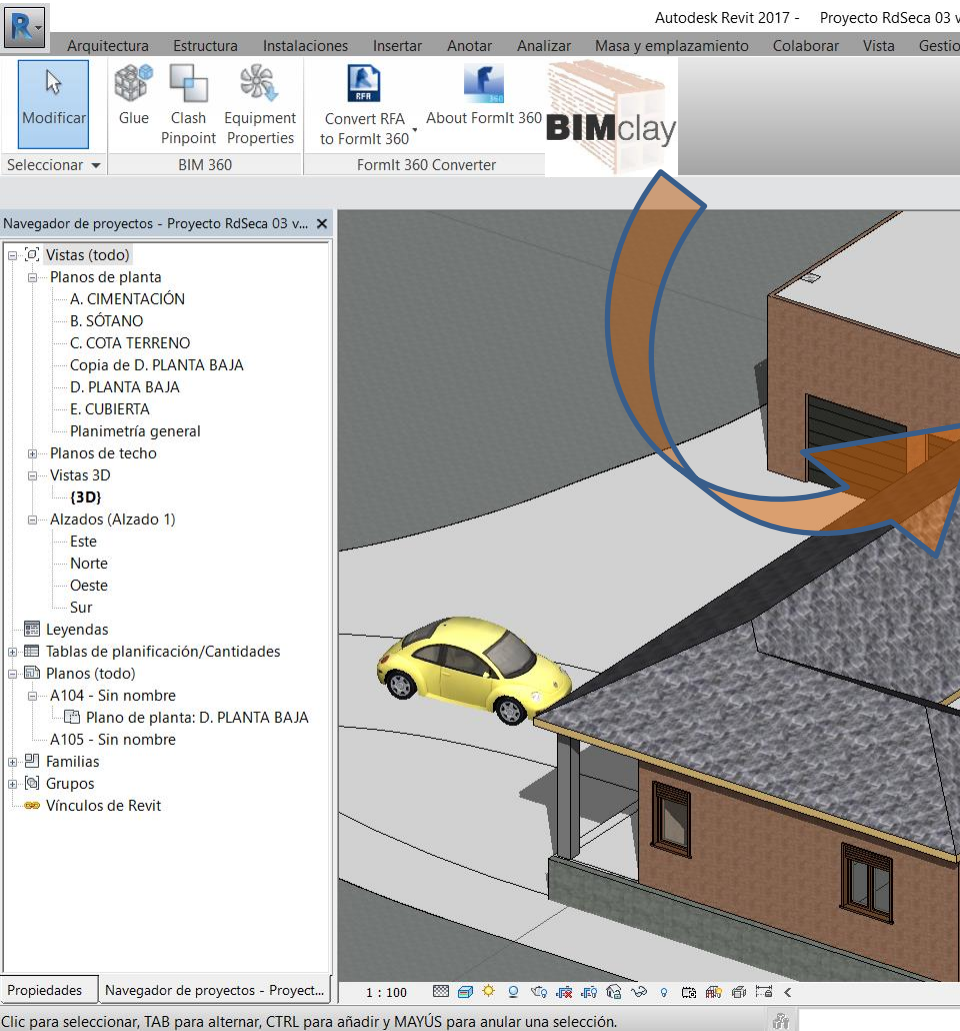 Autodesk Revit 2017 - Proyecto RdSeca 03 v
Arquitectura Estructura Instalaciones Insertar Anotar Analizar Masa y emplazamiento Colaborar Vista Gestio
Modificar
Glue
Clash
Pinpoint
Equipment
Properties
Convert RFA
to FormIt 360
About FormIt 360
RFR
360
BIMclay
Seleccionar
BIM 360
FormIt 360 Converter
Navegador de proyectos - Proyecto RdSeca 03 v...
Vistas (todo)
Planos de planta
A. CIMENTACIÓN
B. SÓTANO
C. COTA TERRENO
Copia de D. PLANTA BAJA
D. PLANTA BAJA
E. CUBIERTA
Planimetría general
Planos de techo
Vistas 3D
{3D}
Alzados (Alzado 1)
Este
Norte
Oeste
Sur
Leyendas
Tablas de planificación/Cantidades
Planos (todo)
A104 - Sin nombre
Plano de planta: D. PLANTA BAJA
A105 - Sin nombre
Familias
Grupos
Vínculos de Revit
Propiedades
Navegador de proyectos - Proyect...
1 : 100
Clic para seleccionar, TAB para alternar, CTRL para añadir y MAYÚS para anular una selección.